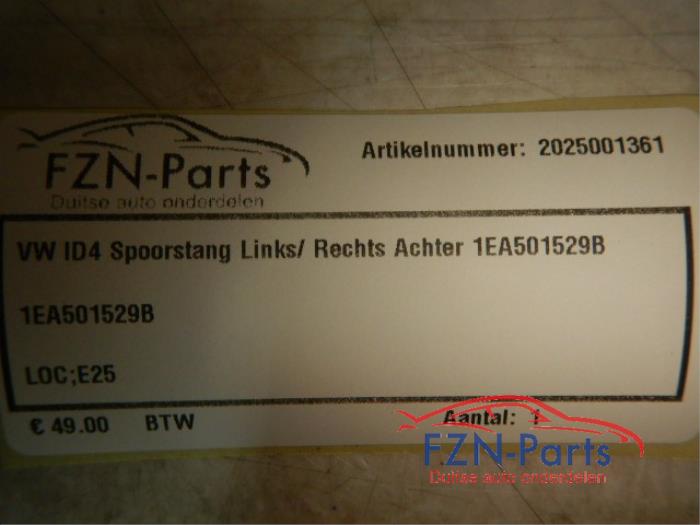 FZN-Parts
Duitse auto onderdelen
Artikelnummer: 2025001361
VW ID4 Spoorstang Links/ Rechts Achter 1EA501529B
1EA501529B
LOC;E25
€ 49.00 BTW Aantal: 1
FZN-Parts
Duitse auto onderdelen